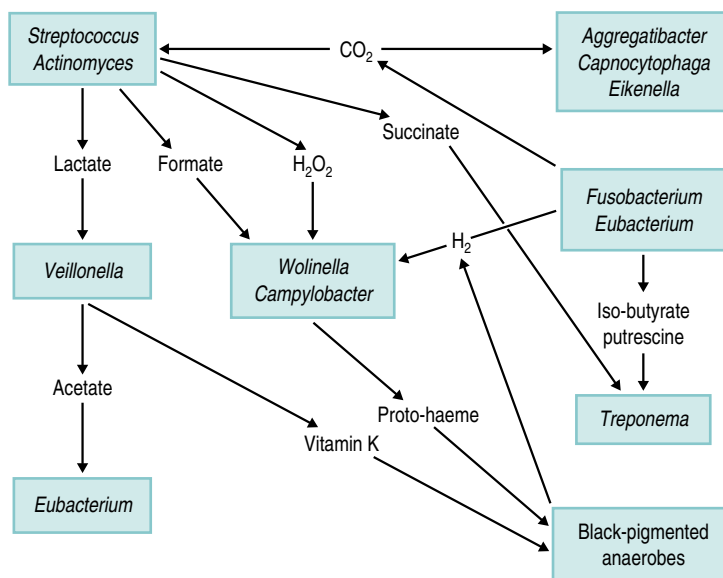 Streptococcus
Actinomyces
CO₂
Aggregatibacter
Capnocytophaga
Eikenella
Succinate
Lactate
Formate
H₂O₂
Fusobacterium
Eubacterium
H₂
Veillonella
Wolinella
Campylobacter
Iso-butyrate
putrescine
Acetate
Proto-haeme
Treponema
Vitamin K
Eubacterium
Black-pigmented
anaerobes